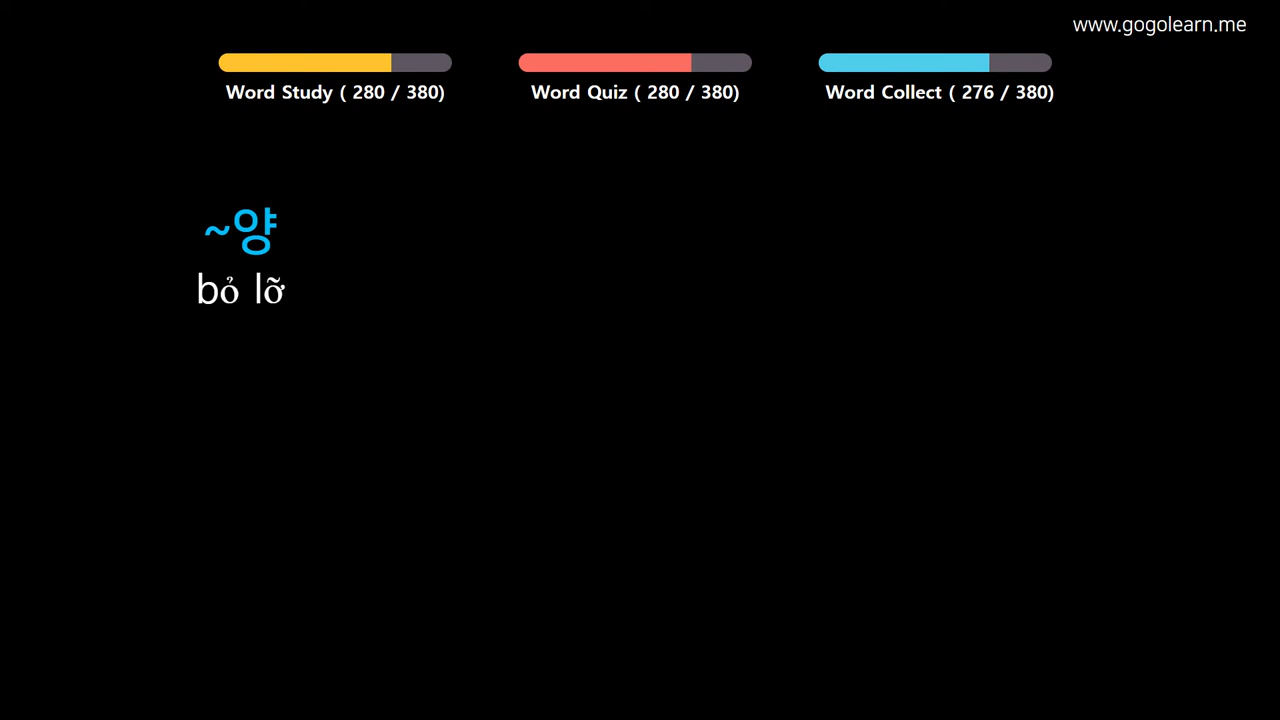 www.gogolearn.me
Word Study ( 280 / 380)
Word Quiz ( 280 / 380)
Word Collect ( 276 / 380)
~양
bỏ lỡ